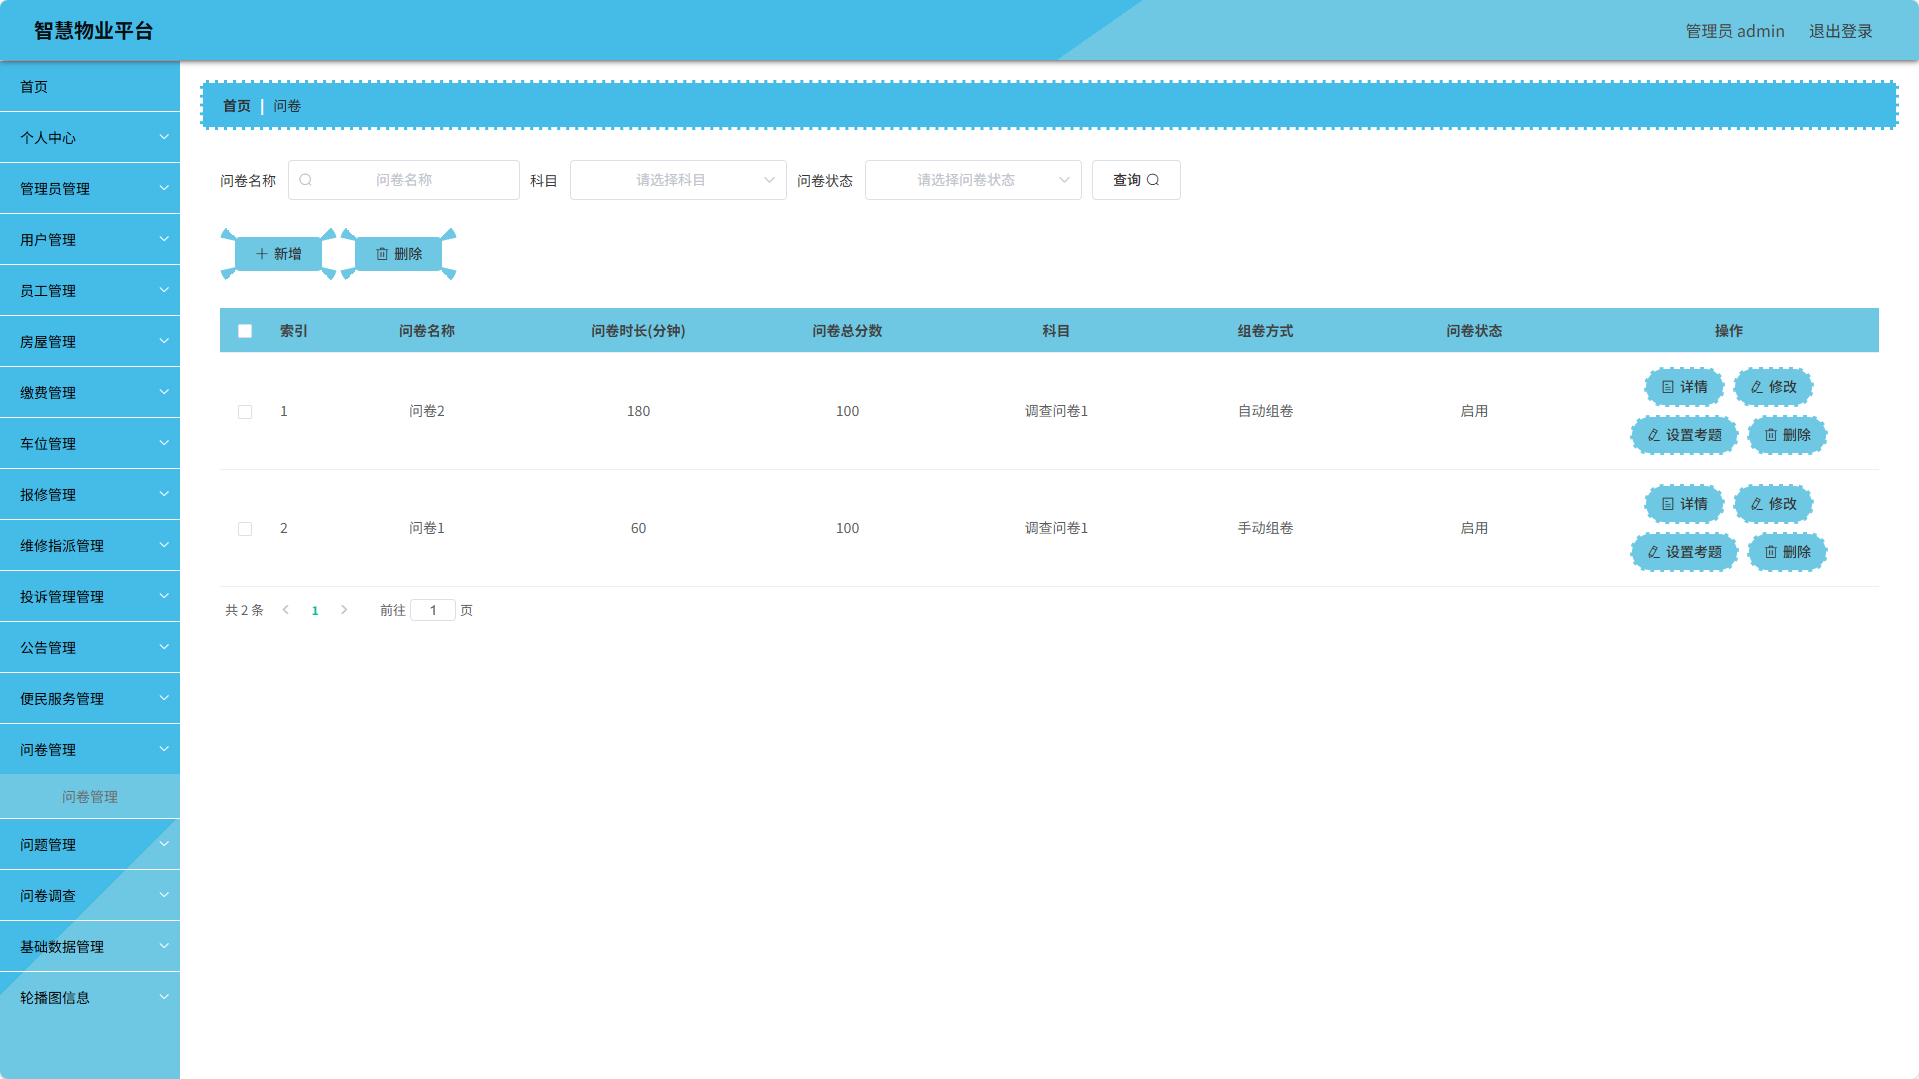 智慧物业平台
管理员 admin 退出登录
首页
个人中心
管理员管理
用户管理
员工管理
房屋管理
缴费管理
车位管理
报修管理
维修指派管理
投诉管理管理
公告管理
便民服务管理
问卷管理
问卷管理
问题管理
问卷调查
基础数据管理
轮播图信息
首页 | 问卷
问卷名称 问卷名称 科目 请选择科目 问卷状态 请选择问卷状态 查询
新增 删除
索引 问卷名称 问卷时长(分钟) 问卷总分数 科目 组卷方式 问卷状态 操作
1 问卷2 180 100 调查问卷1 自动组卷 启用
详情 修改
设置考题 删除
2 问卷1 60 100 调查问卷1 手动组卷 启用
详情 修改
设置考题 删除
共 2 条 1 前往 1 页